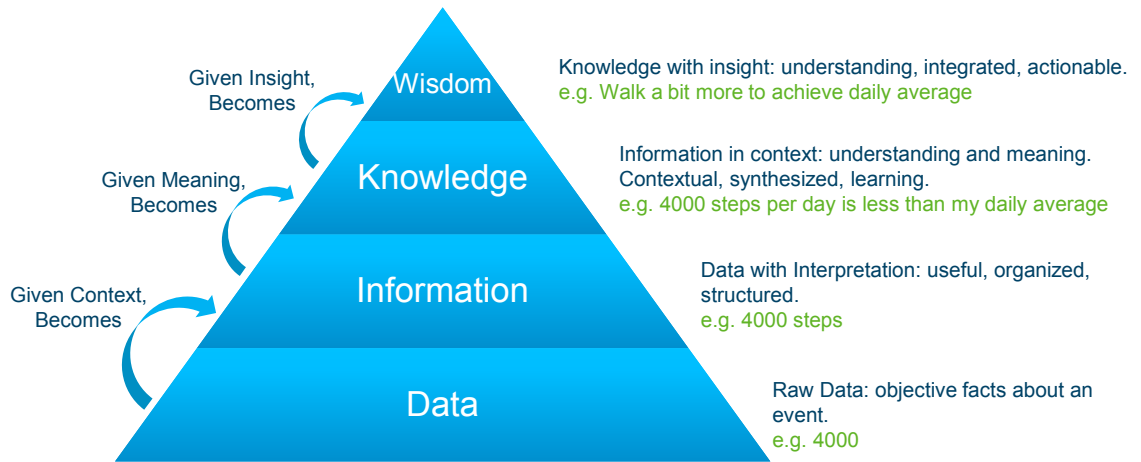 Given Insight,
Becomes
Wisdom
Knowledge with insight: understanding, integrated, actionable.
e.g. Walk a bit more to achieve daily average
Given Meaning,
Becomes
Knowledge
Information in context: understanding and meaning.
Contextual, synthesized, learning.
e.g. 4000 steps per day is less than my daily average
Given Context,
Becomes
Information
Data with Interpretation: useful, organized,
structured.
e.g. 4000 steps
Data
Raw Data: objective facts about an
event.
e.g. 4000